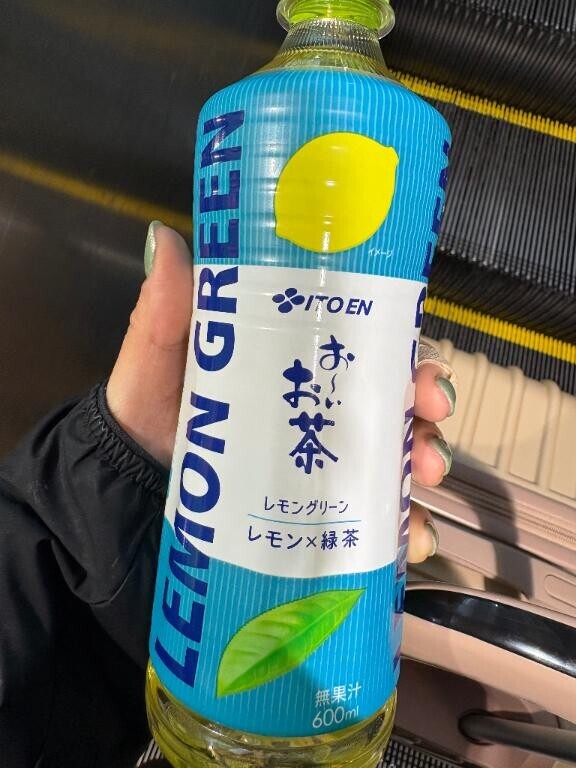 LEMON GREEN
イメージ
ITO EN
お～い
お茶
レモングリーン
レモン×緑茶
無果汁
600ml